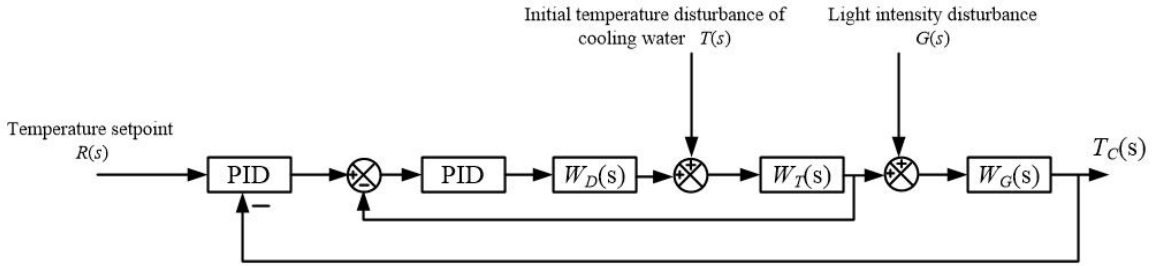 Initial temperature disturbance of
cooling water T(s)
Light intensity disturbance
G(s)
Temperature setpoint
R(s)
T_C(s)
PID
+
−
PID
W_D(s)
+
+
W_T(s)
+
+
W_G(s)
−